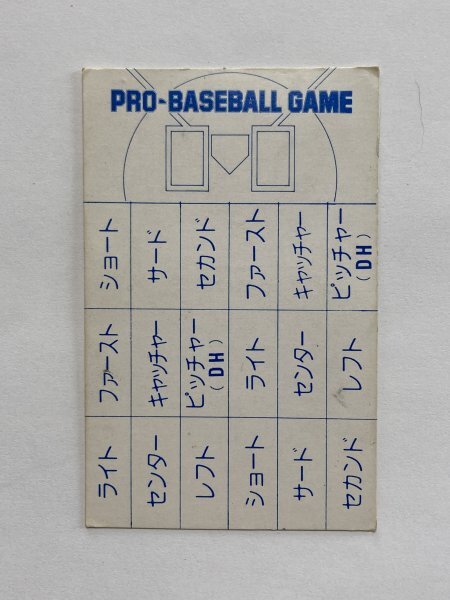 PRO-BASEBALL GAME
ショート
サード
セカンド
ファースト
キャッチャー
ピッチャー
(DH)
ファースト
キャッチャー
ピッチャー
(DH)
ライト
センター
レフト
ライト
センター
レフト
ショート
サード
セカンド